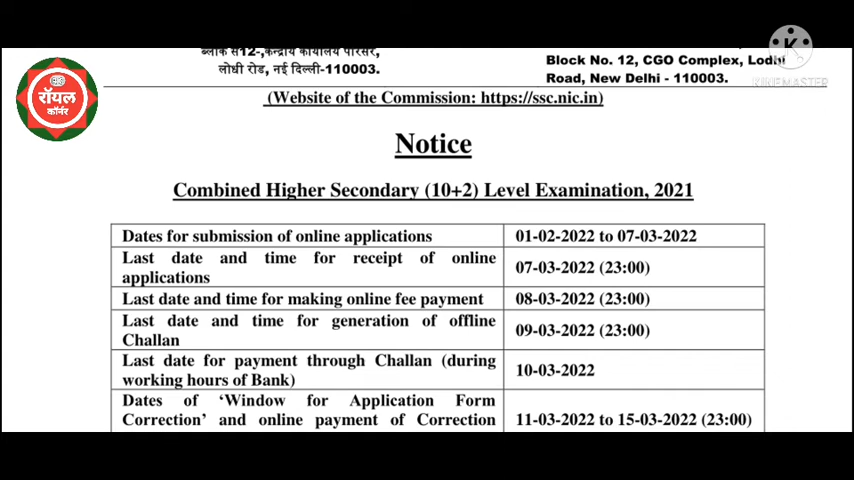 ब्लॉक सं12-,केन्द्रीय कार्यालय परिसर,
लोधी रोड, नई दिल्ली-110003.
Block No. 12, CGO Complex, Lodhi
Road, New Delhi - 110003.
K
KINEMASTER
रॉयल
कॉर्नर
(Website of the Commission: https://ssc.nic.in)
Notice
Combined Higher Secondary (10+2) Level Examination, 2021
Dates for submission of online applications 01-02-2022 to 07-03-2022
Last date and time for receipt of online
applications 07-03-2022 (23:00)
Last date and time for making online fee payment 08-03-2022 (23:00)
Last date and time for generation of offline
Challan 09-03-2022 (23:00)
Last date for payment through Challan (during
working hours of Bank) 10-03-2022
Dates of ‘Window for Application Form
Correction’ and online payment of Correction 11-03-2022 to 15-03-2022 (23:00)